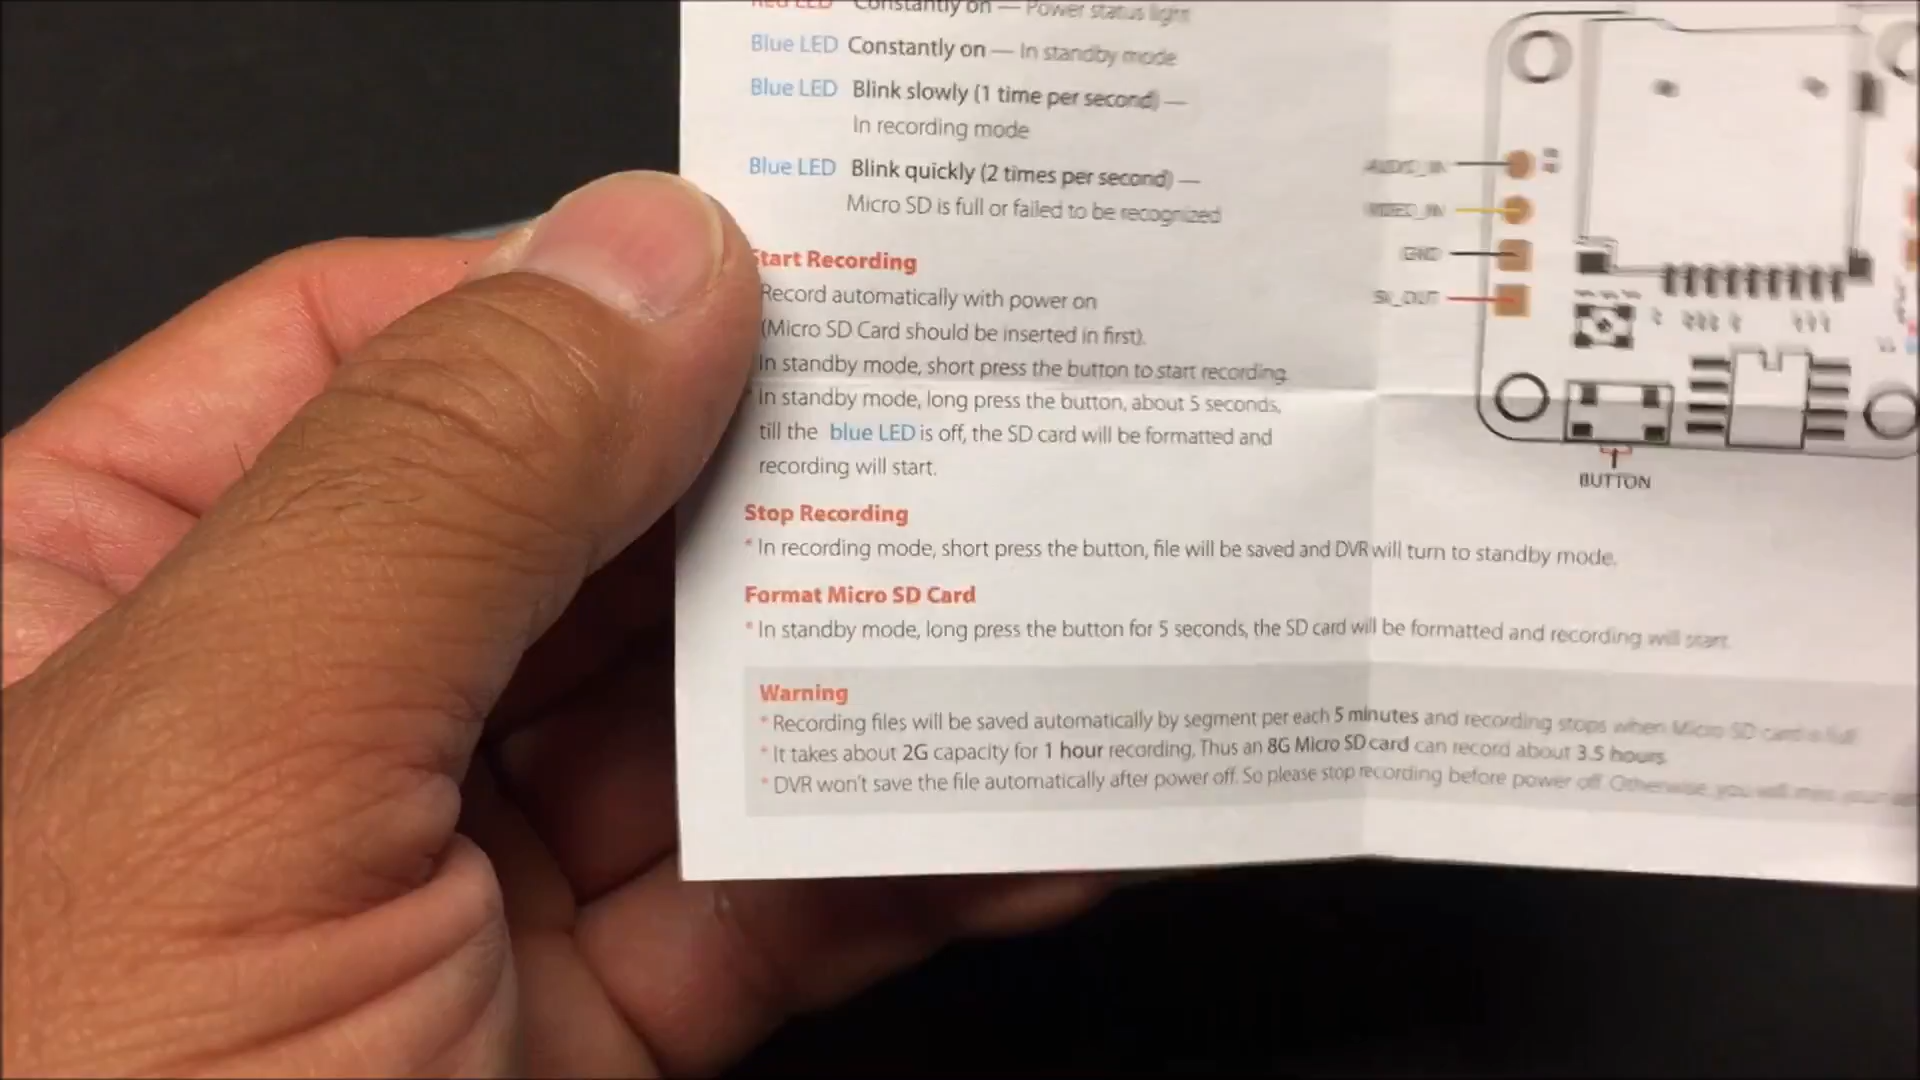 Red LED Constantly on — Power status light
Blue LED Constantly on — In standby mode
Blue LED Blink slowly (1 time per second) —
In recording mode
Blue LED Blink quickly (2 times per second) —
Micro SD is full or failed to be recognized
Start Recording
Record automatically with power on
(Micro SD Card should be inserted in first).
In standby mode, short press the button to start recording.
* In standby mode, long press the button, about 5 seconds,
till the blue LED is off, the SD card will be formatted and
recording will start.
Stop Recording
* In recording mode, short press the button, file will be saved and DVR will turn to standby mode.
Format Micro SD Card
* In standby mode, long press the button for 5 seconds, the SD card will be formatted and recording will start.
Warning
* Recording files will be saved automatically by segment per each 5 minutes and recording stops when Micro SD card is full.
* It takes about 2G capacity for 1 hour recording, Thus an 8G Micro SD card can record about 3.5 hours.
* DVR won't save the file automatically after power off. So please stop recording before power off. Otherwise, you will
AUDIO_IN
VIDEO_IN
GND
5V_OUT
BUTTON